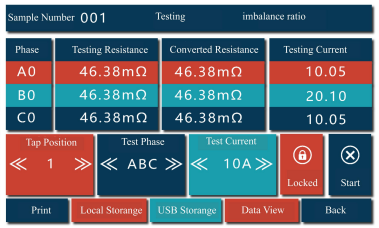 Sample Number 001 Testing imbalance ratio
Phase Testing Resistance Converted Resistance Testing Current
A0 46.38mΩ 46.38mΩ 10.05
B0 46.38mΩ 46.38mΩ 20.10
C0 46.38mΩ 46.38mΩ 10.05
Tap Position Test Phase Test Current
≪ 1 ≫ ≪ ABC ≫ ≪ 10A ≫
Locked Start
Print Local Storange USB Storange Data View Back